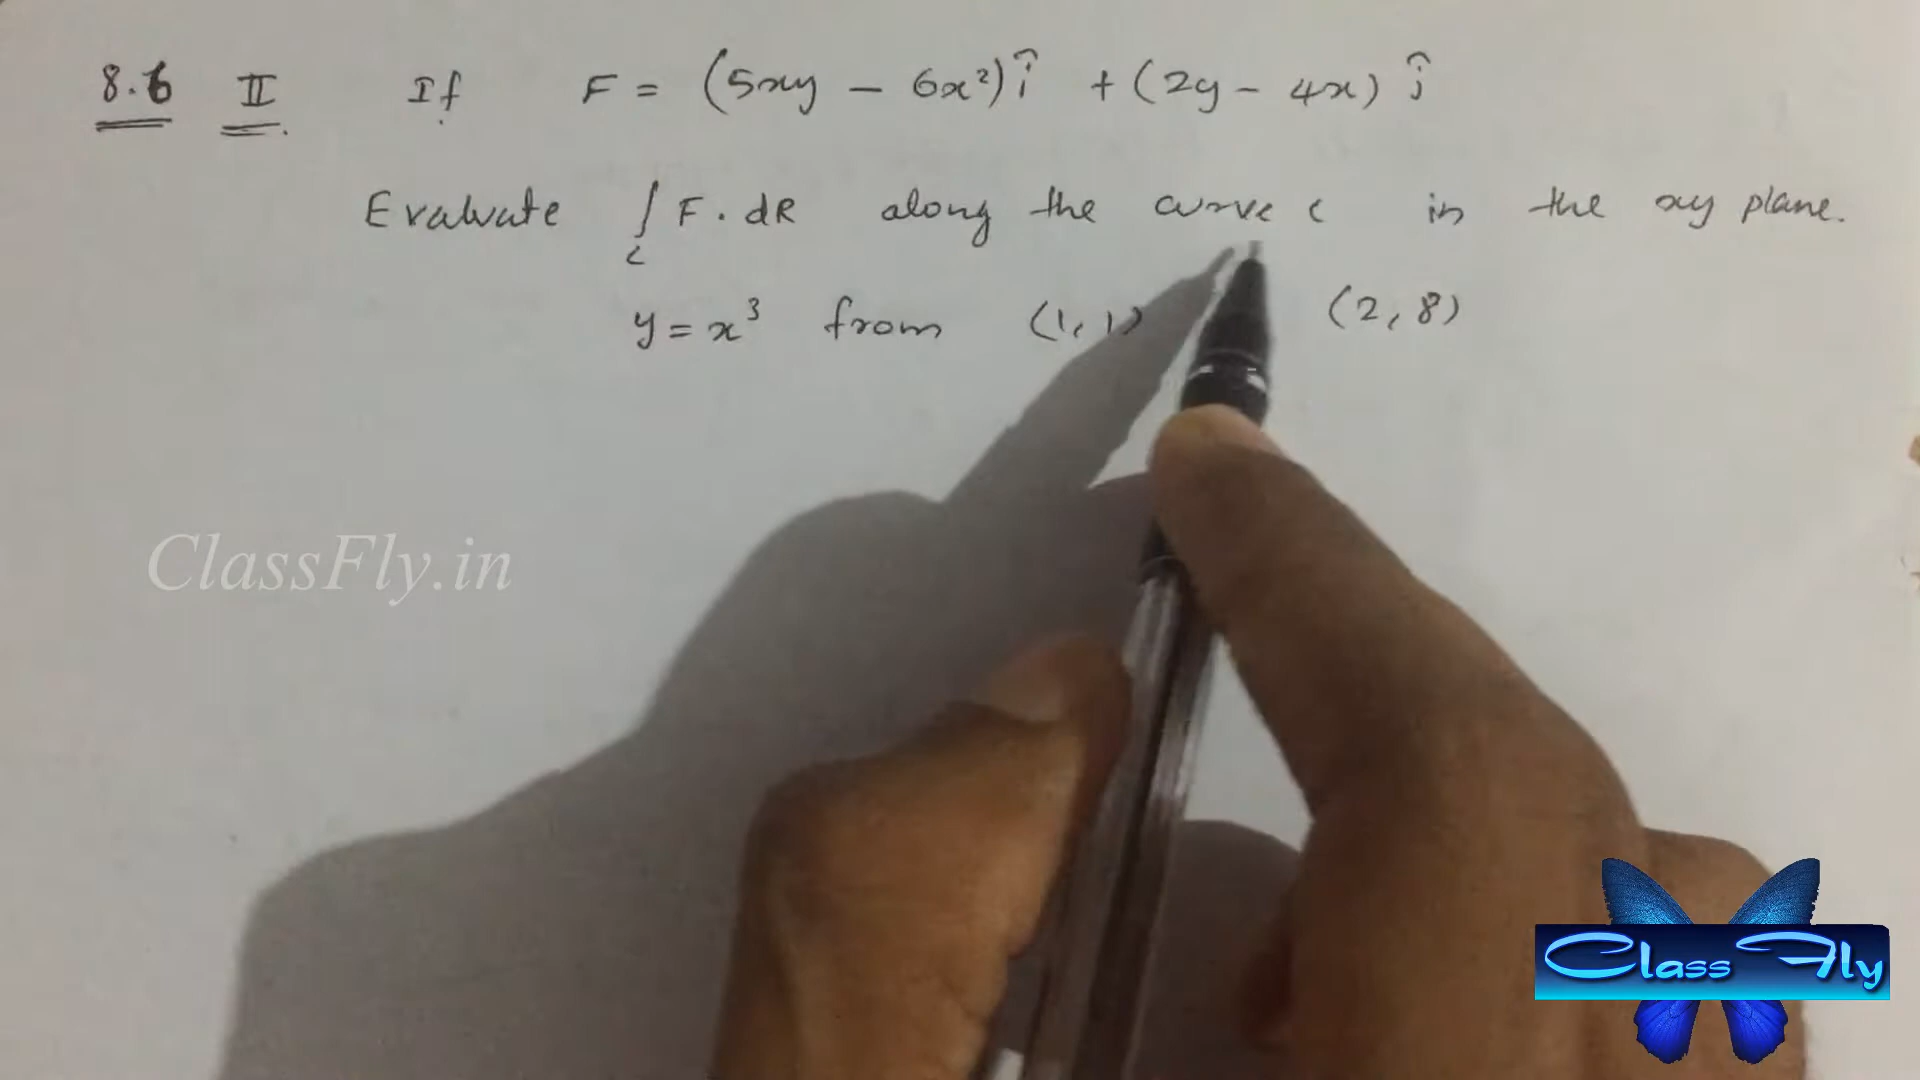 8.6 II If F = (5xy - 6x²) î + (2y - 4x) ĵ
Evaluate ∫c F . dR along the curve c in the xy plane.
y = x³ from (1, 1) (2, 8)
ClassFly.in
Class Fly